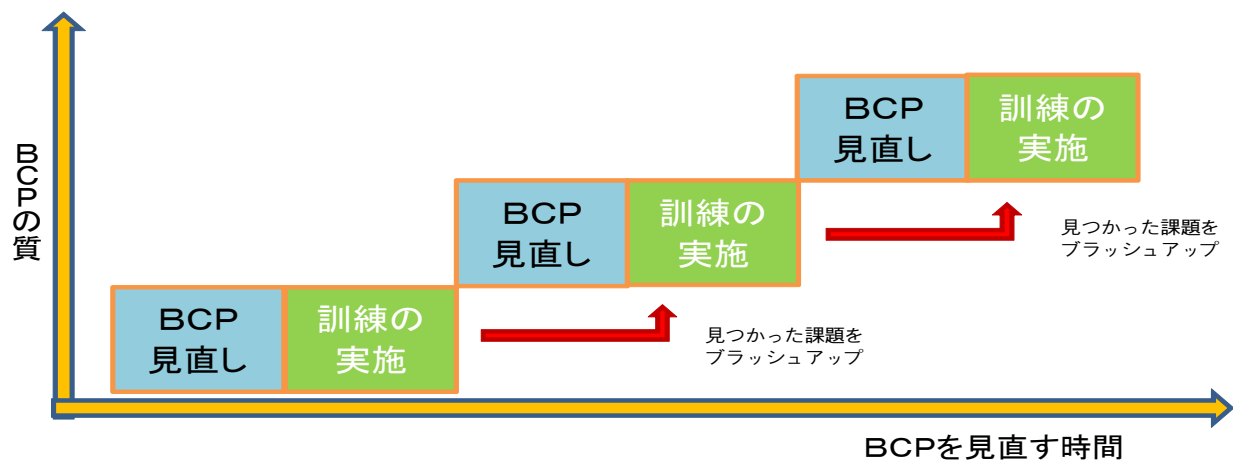 BCPの質
BCP
見直し
訓練の
実施
見つかった課題を
ブラッシュアップ
BCP
見直し
訓練の
実施
見つかった課題を
ブラッシュアップ
BCP
見直し
訓練の
実施
BCPを見直す時間